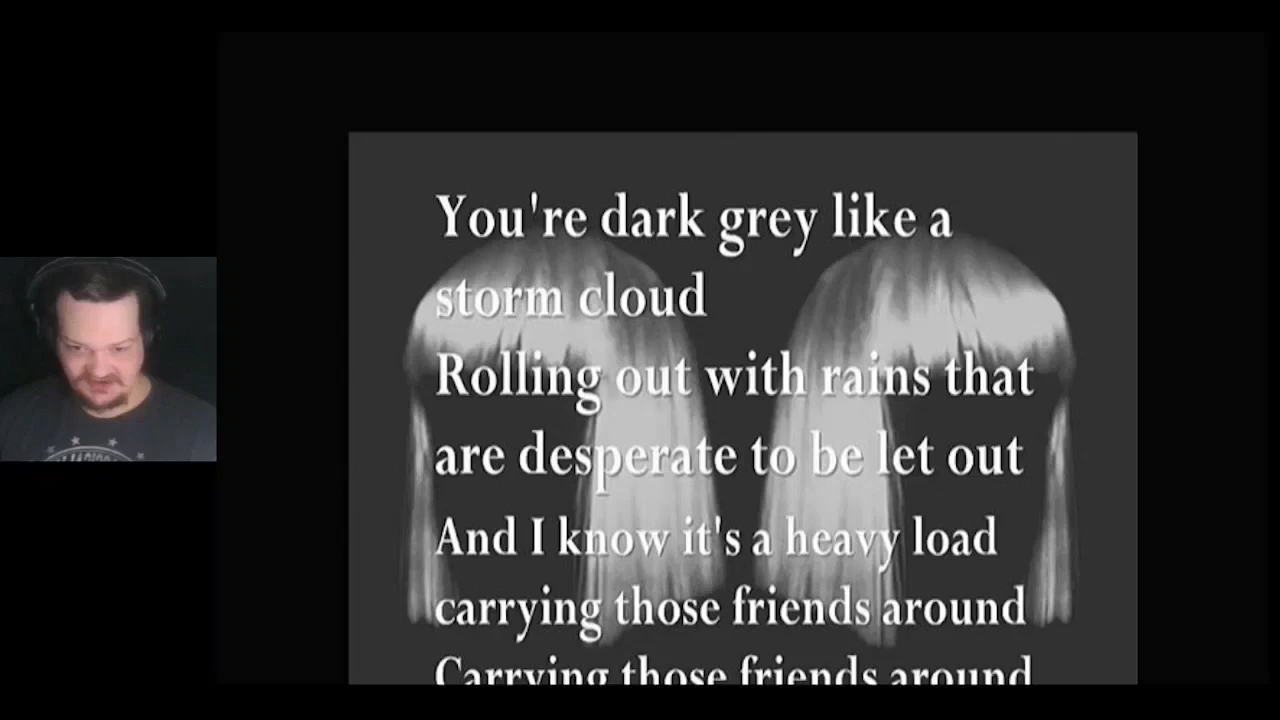 You're dark grey like a
storm cloud
Rolling out with rains that
are desperate to be let out
And I know it's a heavy load
carrying those friends around
Carrying those friends around